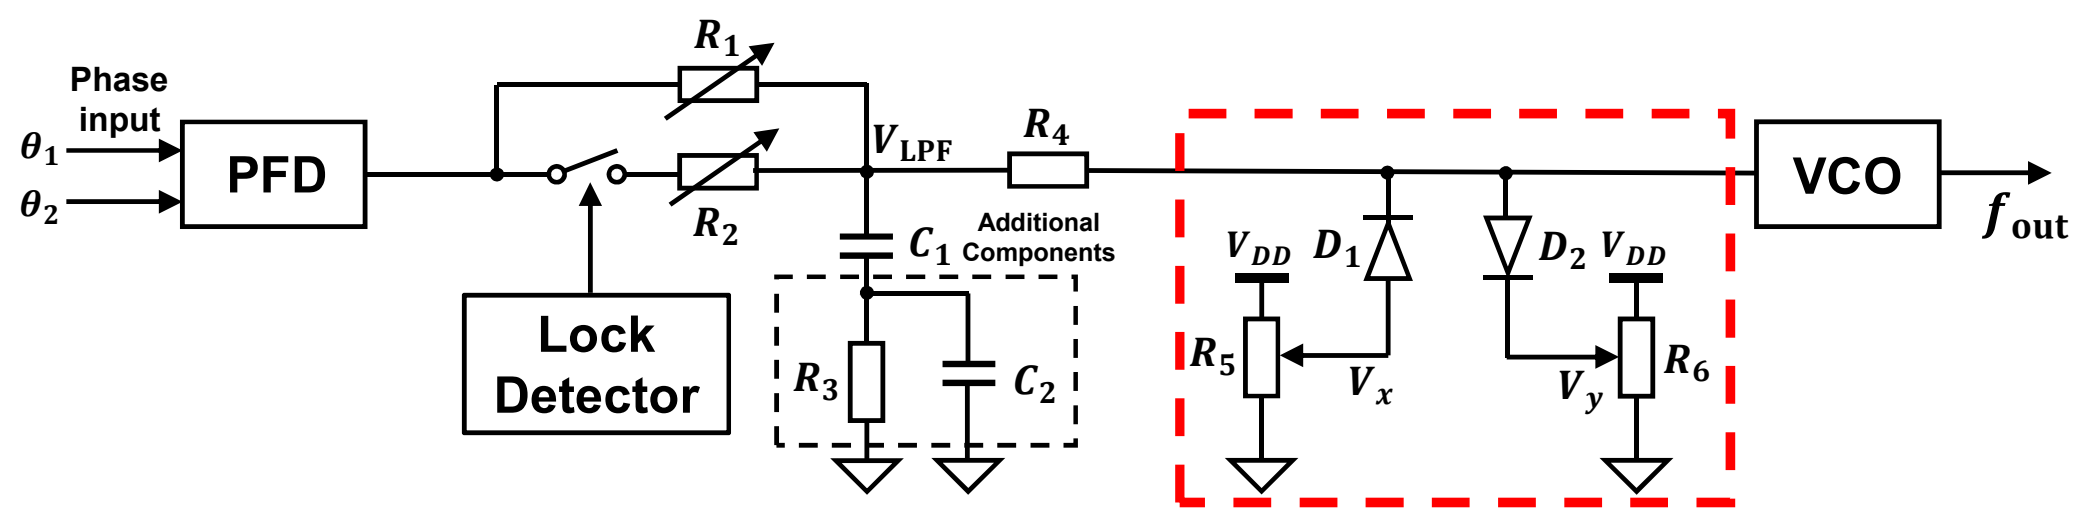 Phase
input
θ1
θ2
PFD
R1
R2
Lock
Detector
VLPF
C1
Additional
Components
R3
C2
R4
VDD
D1
R5
Vx
D2
VDD
Vy
R6
VCO
fout